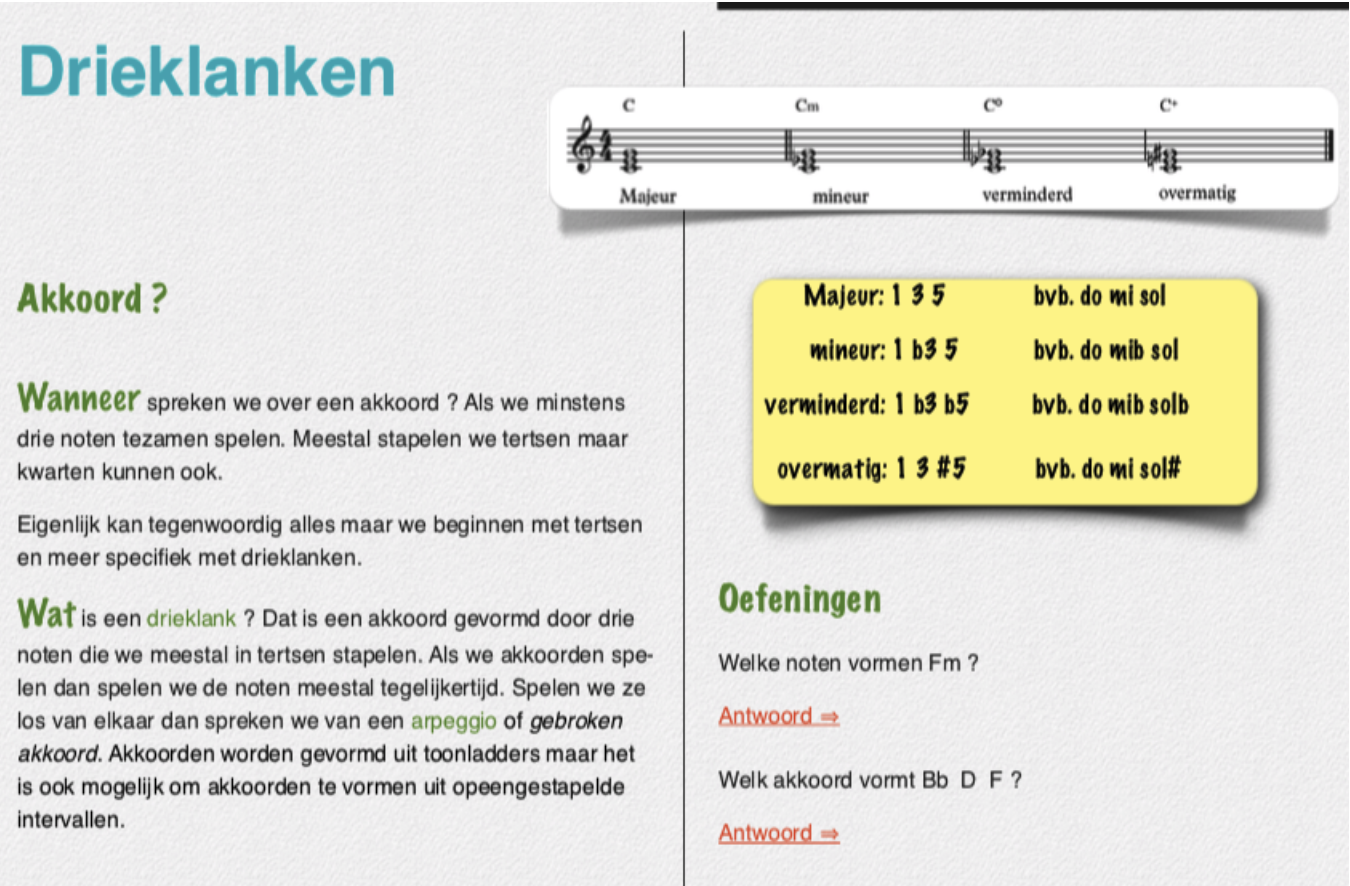 Drieklanken
C Cm C° C+
Majeur mineur verminderd overmatig
Akkoord ?
Wanneer spreken we over een akkoord ? Als we minstens
drie noten tezamen spelen. Meestal stapelen we tertsen maar
kwarten kunnen ook.
Eigenlijk kan tegenwoordig alles maar we beginnen met tertsen
en meer specifiek met drieklanken.
Wat is een drieklank ? Dat is een akkoord gevormd door drie
noten die we meestal in tertsen stapelen. Als we akkoorden spe-
len dan spelen we de noten meestal tegelijkertijd. Spelen we ze
los van elkaar dan spreken we van een arpeggio of gebroken
akkoord. Akkoorden worden gevormd uit toonladders maar het
is ook mogelijk om akkoorden te vormen uit opeengestapelde
intervallen.
Majeur: 1 3 5 bvb. do mi sol
mineur: 1 b3 5 bvb. do mib sol
verminderd: 1 b3 b5 bvb. do mib solb
overmatig: 1 3 #5 bvb. do mi sol#
Oefeningen
Welke noten vormen Fm ?
Antwoord ⇒
Welk akkoord vormt Bb D F ?
Antwoord ⇒